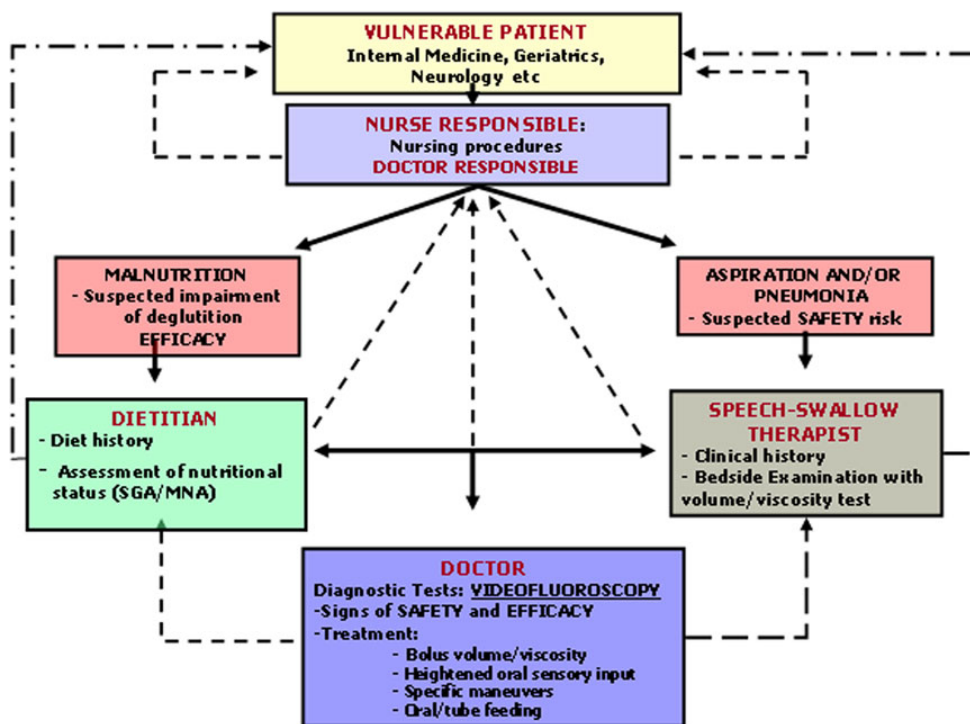 VULNERABLE PATIENT
Internal Medicine, Geriatrics,
Neurology etc
NURSE RESPONSIBLE:
Nursing procedures
DOCTOR RESPONSIBLE
MALNUTRITION
- Suspected impairment
of deglutition
EFFICACY
ASPIRATION AND/OR
PNEUMONIA
- Suspected SAFETY risk
DIETITIAN
- Diet history
- Assessment of nutritional
status (SGA/MNA)
SPEECH-SWALLOW
THERAPIST
- Clinical history
- Bedside Examination with
volume/viscosity test
DOCTOR
Diagnostic Tests: VIDEOFLUOROSCOPY
-Signs of SAFETY and EFFICACY
-Treatment:
- Bolus volume/viscosity
- Heightened oral sensory input
- Specific maneuvers
- Oral/tube feeding